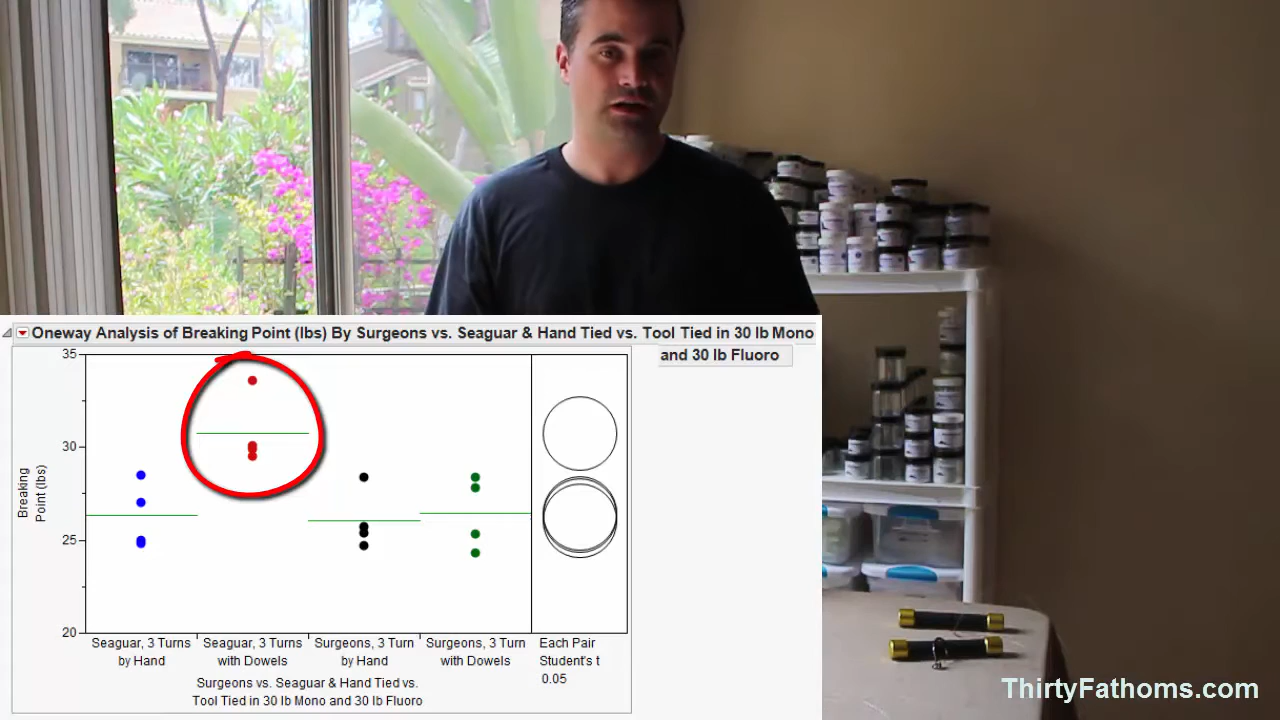 Oneway Analysis of Breaking Point (lbs) By Surgeons vs. Seaguar & Hand Tied vs. Tool Tied in 30 lb Mono
and 30 lb Fluoro
35
30
25
20
Breaking
Point (lbs)
Seaguar, 3 Turns
by Hand
Seaguar, 3 Turns
with Dowels
Surgeons, 3 Turn
by Hand
Surgeons, 3 Turn
with Dowels
Each Pair
Student's t
0.05
Surgeons vs. Seaguar & Hand Tied vs.
Tool Tied in 30 lb Mono and 30 lb Fluoro
ThirtyFathoms.com